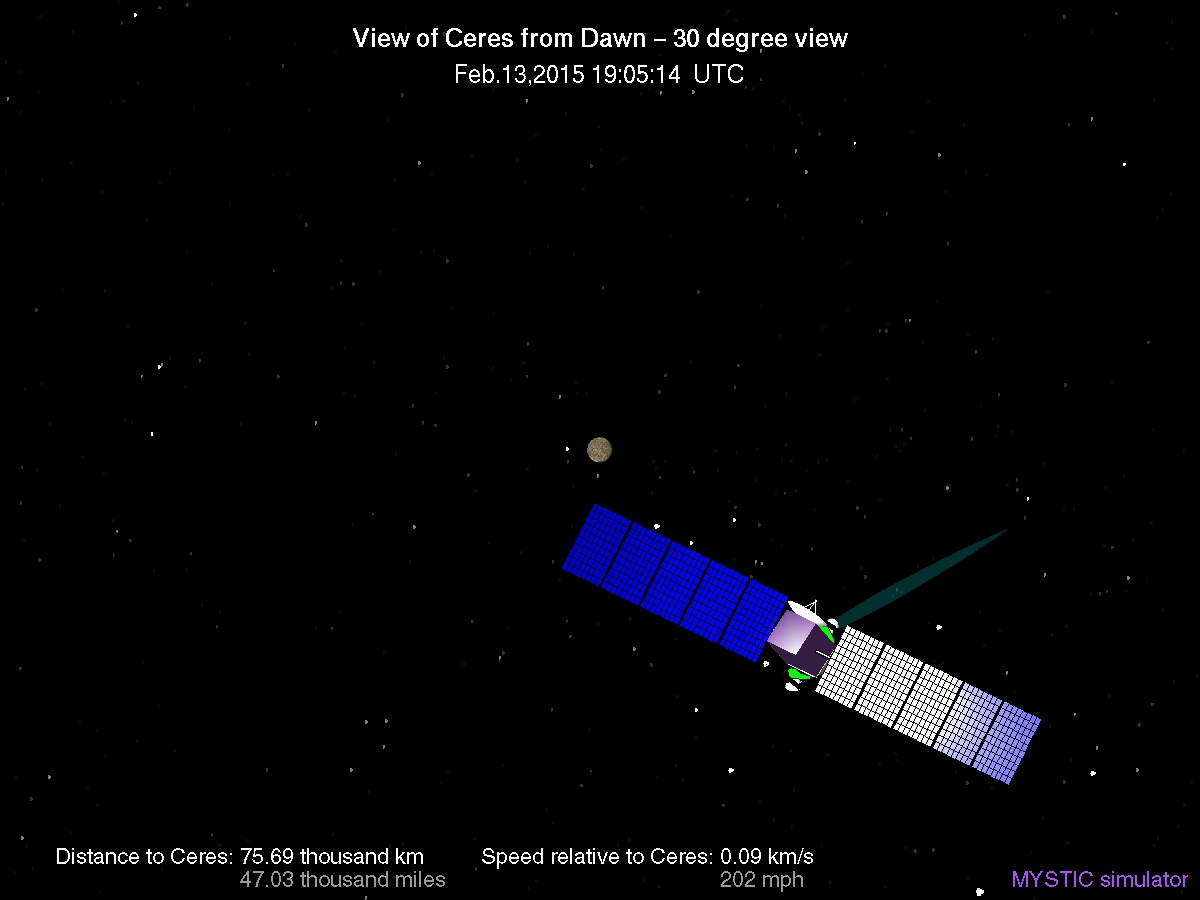 View of Ceres from Dawn – 30 degree view
Feb.13,2015 19:05:14 UTC
Distance to Ceres: 75.69 thousand km
47.03 thousand miles
Speed relative to Ceres: 0.09 km/s
202 mph
MYSTIC simulator